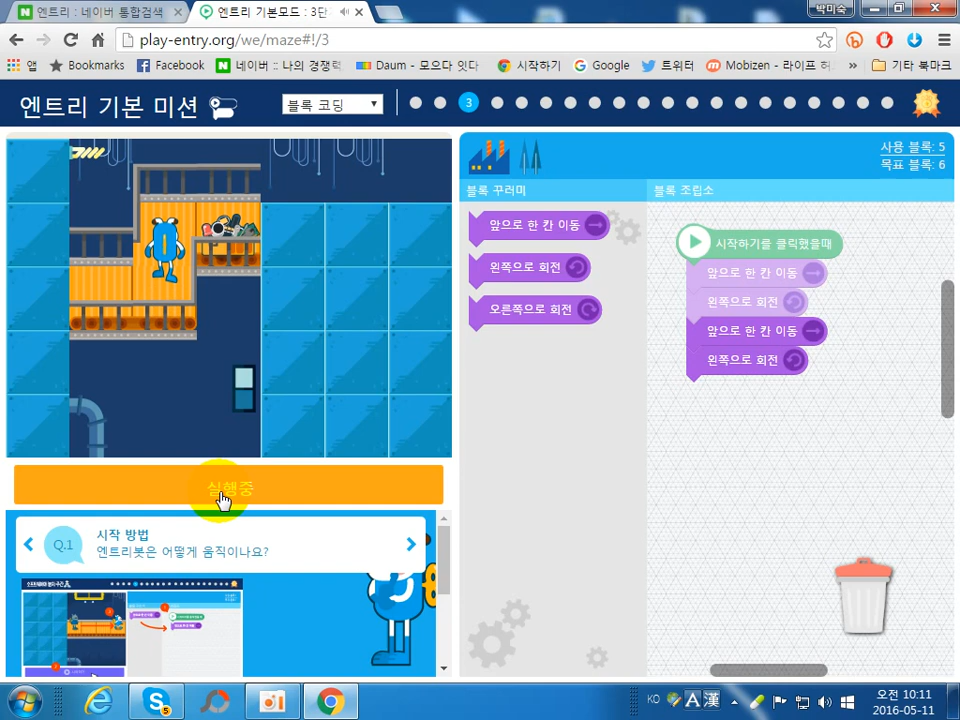 엔트리 : 네이버 통합검색
엔트리 기본모드 : 3단
박미숙
play-entry.org/we/maze#!/3
앱
Bookmarks
Facebook
네이버 :: 나의 경쟁력,
Daum - 모으다 잇다
시작하기
Google
트위터
Mobizen - 라이프 하
»
기타 북마크
엔트리 기본 미션
블록 코딩
3
사용 블록: 5
목표 블록: 6
블록 꾸러미
블록 조립소
앞으로 한 칸 이동
왼쪽으로 회전
오른쪽으로 회전
시작하기를 클릭했을때
앞으로 한 칸 이동
왼쪽으로 회전
앞으로 한 칸 이동
왼쪽으로 회전
실행중
Q.1
시작 방법
엔트리봇은 어떻게 움직이나요?
KO
A漢
오전 10:11
2016-05-11